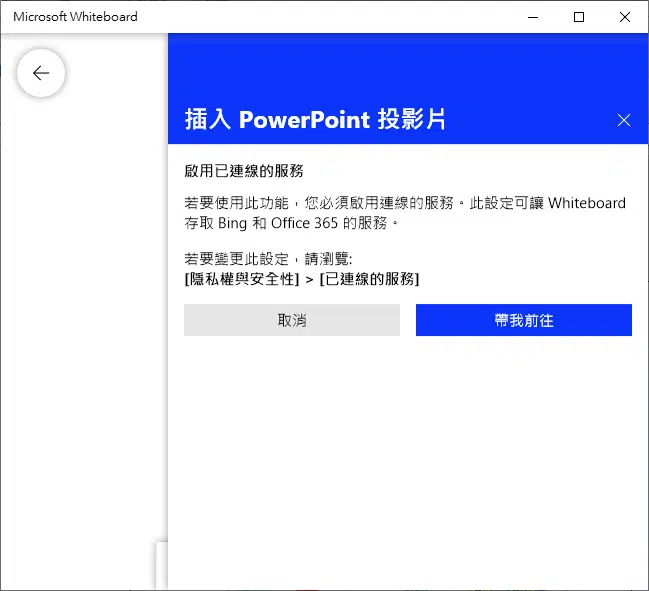 Microsoft Whiteboard
插入 PowerPoint 投影片
啟用已連線的服務
若要使用此功能，您必須啟用連線的服務。此設定可讓 Whiteboard
存取 Bing 和 Office 365 的服務。
若要變更此設定，請瀏覽:
[隱私權與安全性] > [已連線的服務]
取消
帶我前往